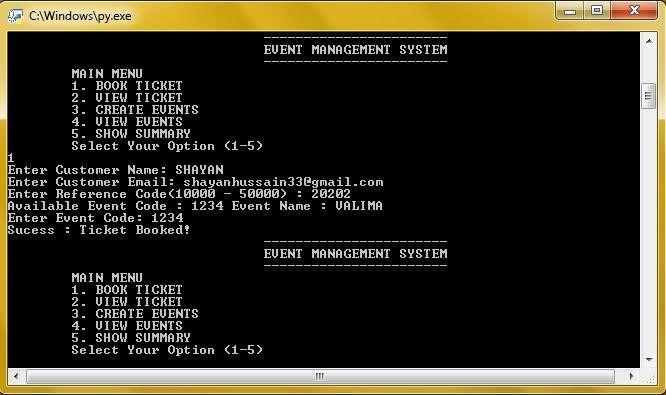 C:\Windows\py.exe
-----------------------
EVENT MANAGEMENT SYSTEM
-----------------------
MAIN MENU
1. BOOK TICKET
2. VIEW TICKET
3. CREATE EVENTS
4. VIEW EVENTS
5. SHOW SUMMARY
Select Your Option (1-5)
1
Enter Customer Name: SHAYAN
Enter Customer Email: shayanhussain33@gmail.com
Enter Reference Code(10000 - 50000) : 20202
Available Event Code : 1234 Event Name : VALIMA
Enter Event Code: 1234
Sucess : Ticket Booked!
-----------------------
EVENT MANAGEMENT SYSTEM
-----------------------
MAIN MENU
1. BOOK TICKET
2. VIEW TICKET
3. CREATE EVENTS
4. VIEW EVENTS
5. SHOW SUMMARY
Select Your Option (1-5)